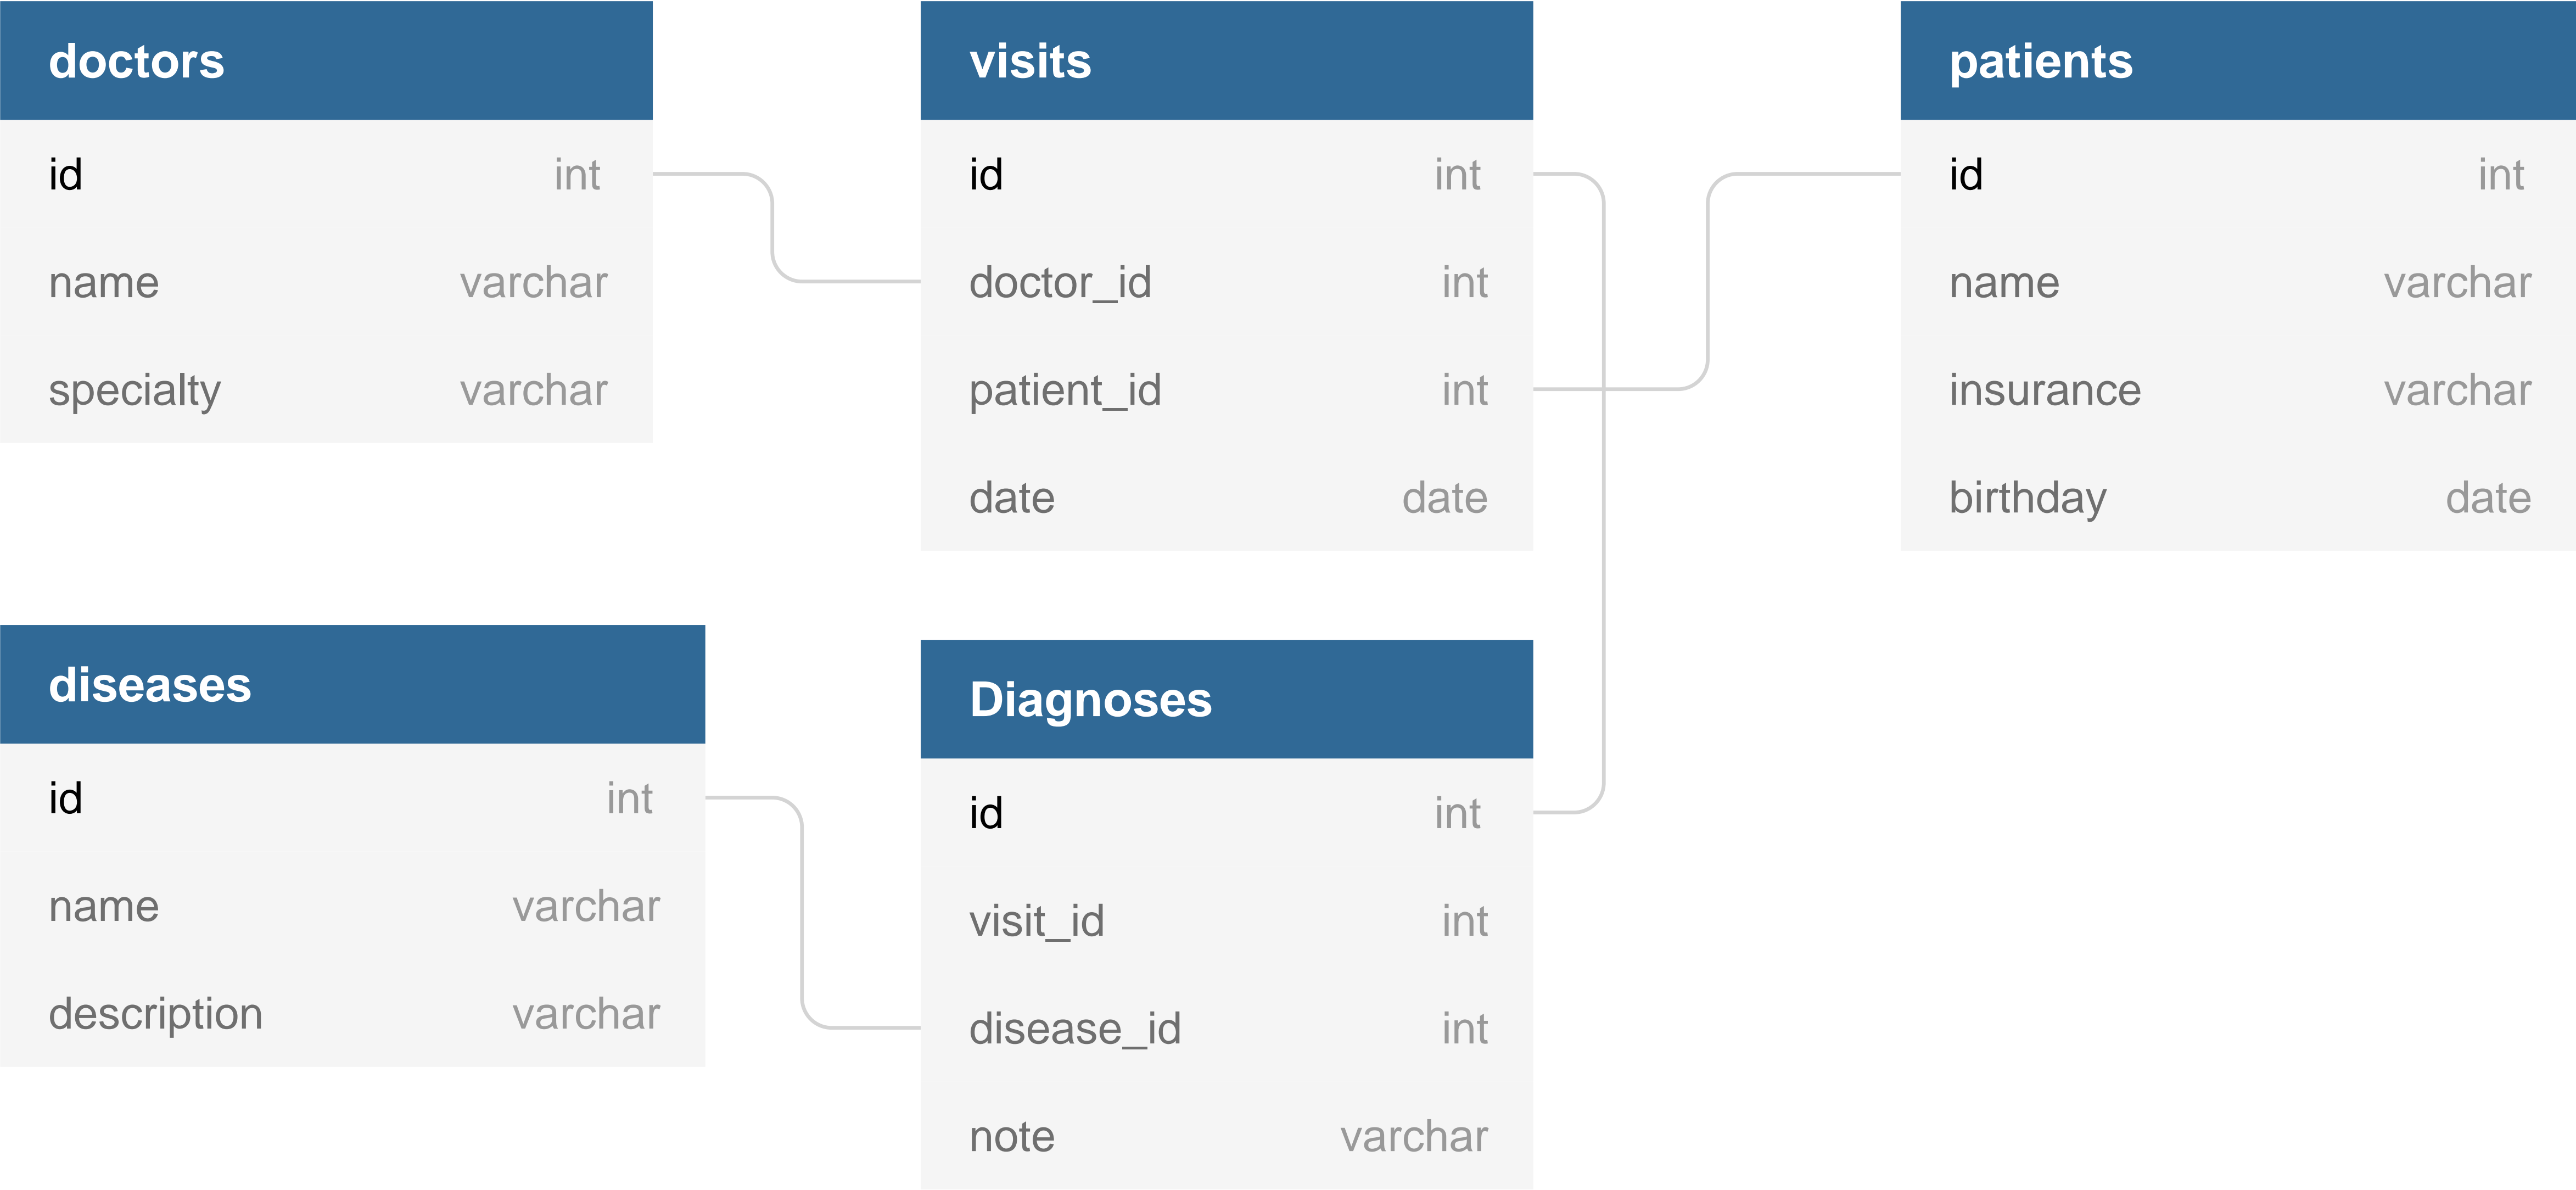 doctors
id int
name varchar
specialty varchar
visits
id int
doctor_id int
patient_id int
date date
patients
id int
name varchar
insurance varchar
birthday date
diseases
id int
name varchar
description varchar
Diagnoses
id int
visit_id int
disease_id int
note varchar